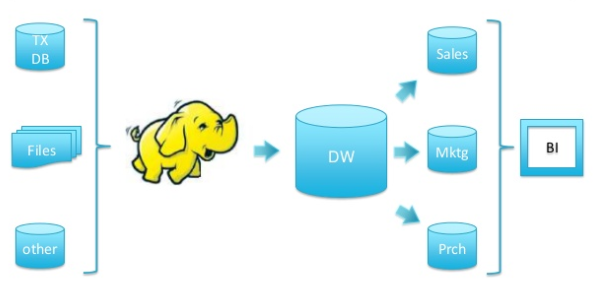 TX
DB
Files
other
DW
Sales
Mktg
Prch
BI